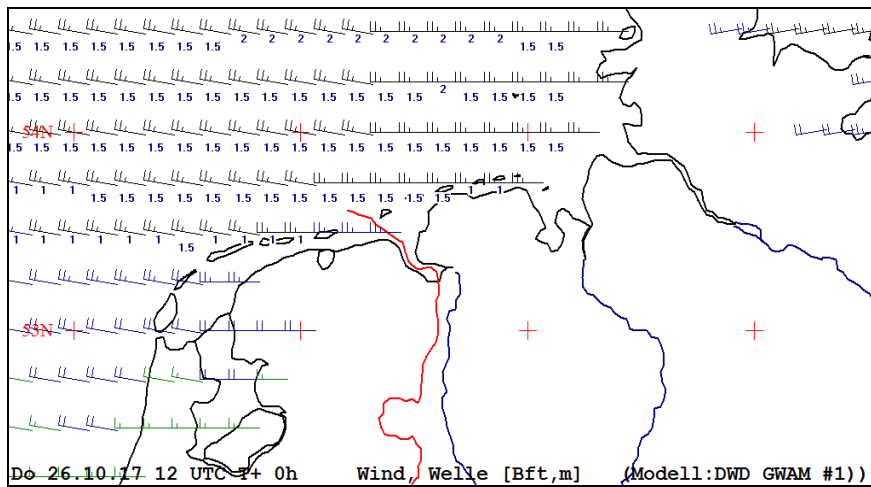 .5 1.5 1.5 1.5 1.5 1.5 1.5 1.5 2 2 2 2 2 2 2 2 2 2 1.5 1.5
.5 1.5 1.5 1.5 1.5 1.5 1.5 1.5 1.5 1.5 1.5 1.5 1.5 1.5 1.5 2 1.5 1.5 1.5 1.5
54N
.5 1.5 1.5 1.5 1.5 1.5 1.5 1.5 1.5 1.5 1.5 1.5 1.5 1.5 1.5 1.5 1.5 1.5 1.5 1.5
1 1 1 1.5 1.5 1.5 1.5 1.5 1.5 1.5 1.5 1.5 1.5 1.5 1.5 1 1
1 1 1 1 1 1 1.5 1 1 1 1
53N
Do 26.10.17 12 UTC T+ 0h Wind, Welle [Bft,m] (Modell:DWD GWAM #1))